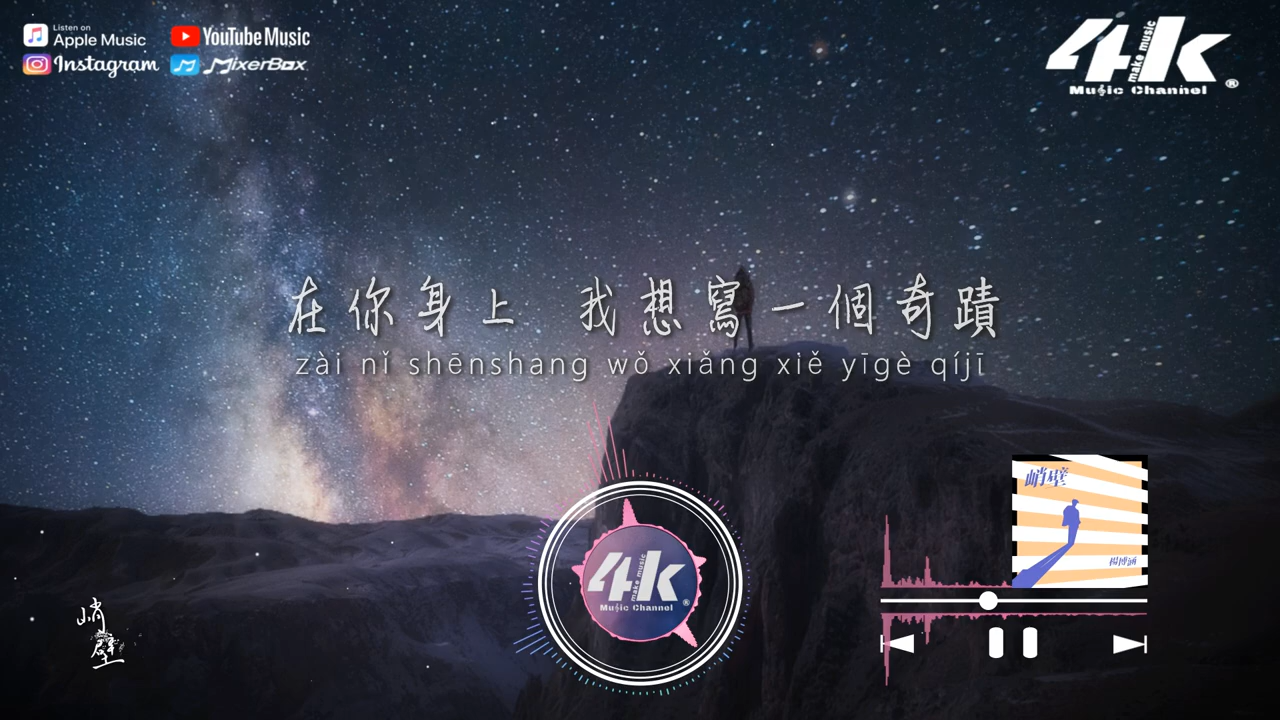 Listen on
Apple Music
YouTube Music
Instagram
MixerBox
4k
make music
Music Channel
®
在你身上 我想寫一個奇蹟
zài nǐ shēnshang wǒ xiǎng xiě yīgè qíjī
峭壁
楊博涵
4k
make music
Music Channel
®
峭壁